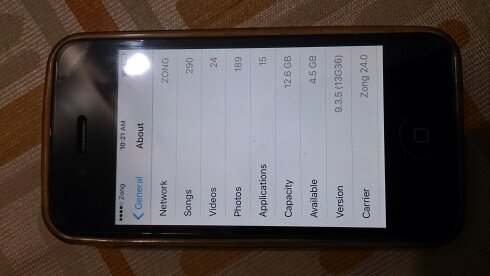 Zong 10:21 AM
General About
Network ZONG
Songs 290
Videos 24
Photos 189
Applications 15
Capacity 12.6 GB
Available 4.5 GB
Version 9.3.5 (13G36)
Carrier Zong 24.0